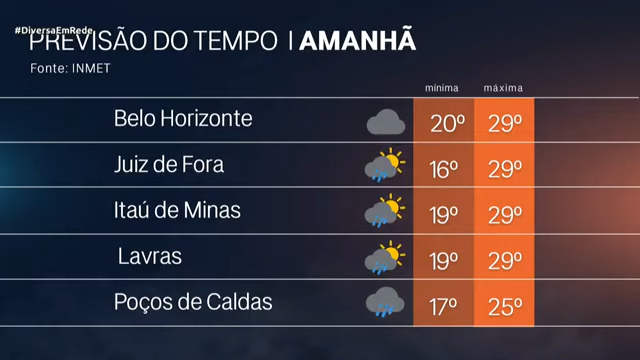 #DiversaEmRede
PREVISÃO DO TEMPO | AMANHÃ
Fonte: INMET
mínima máxima
Belo Horizonte 20º 29º
Juiz de Fora 16º 29º
Itaú de Minas 19º 29º
Lavras 19º 29º
Poços de Caldas 17º 25º